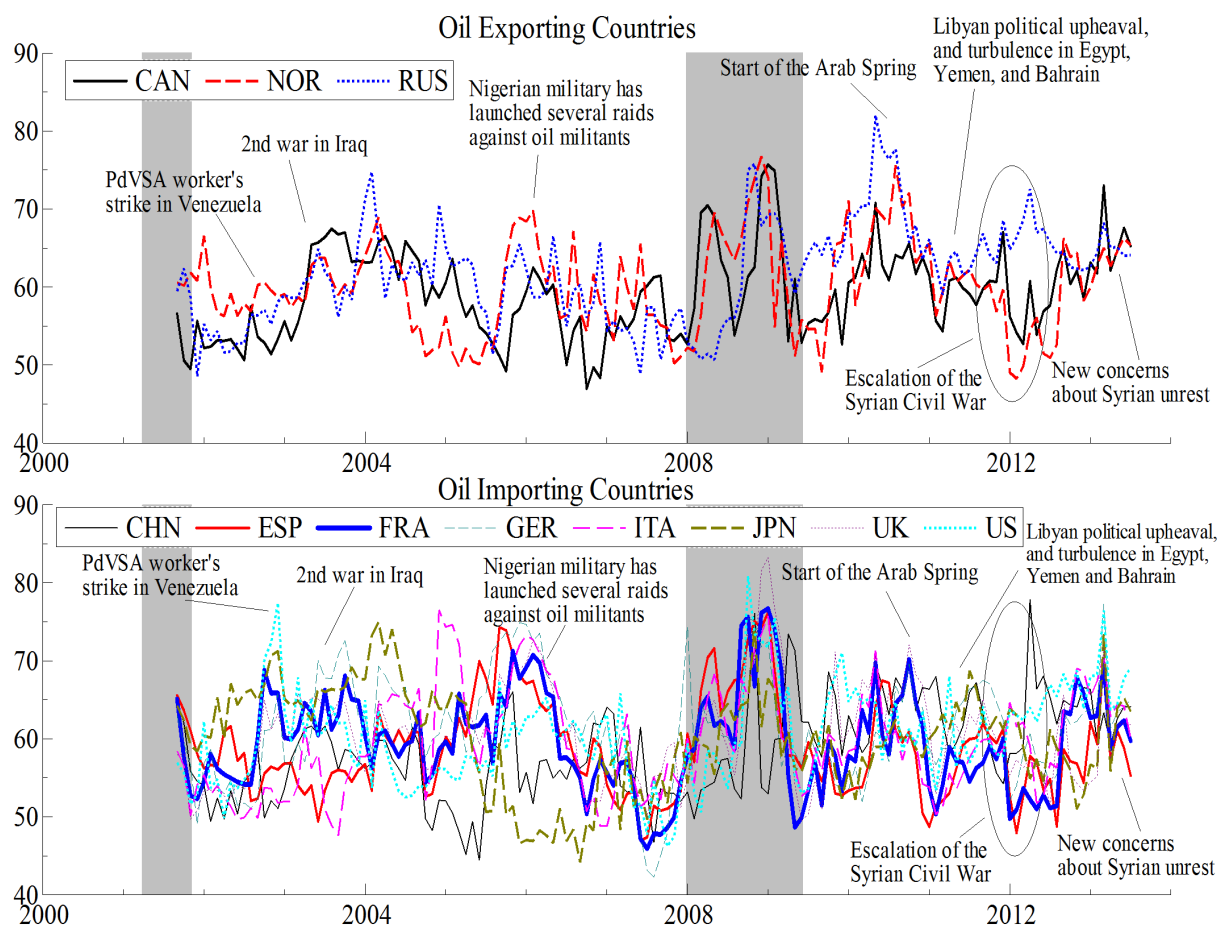 Oil Exporting Countries
90
80
70
60
50
40
CAN NOR RUS
PdVSA worker's
strike in Venezuela
2nd war in Iraq
Nigerian military has
launched several raids
against oil militants
Start of the Arab Spring
Libyan political upheaval,
and turbulence in Egypt,
Yemen, and Bahrain
Escalation of the
Syrian Civil War
New concerns
about Syrian unrest
2000 2004 2008 2012
Oil Importing Countries
90
80
70
60
50
40
CHN ESP FRA GER ITA JPN UK US
PdVSA worker's
strike in Venezuela
2nd war in Iraq
Nigerian military has
launched several raids
against oil militants
Start of the Arab Spring
Libyan political upheaval,
and turbulence in Egypt,
Yemen and Bahrain
Escalation of the
Syrian Civil War
New concerns
about Syrian unrest
2000 2004 2008 2012